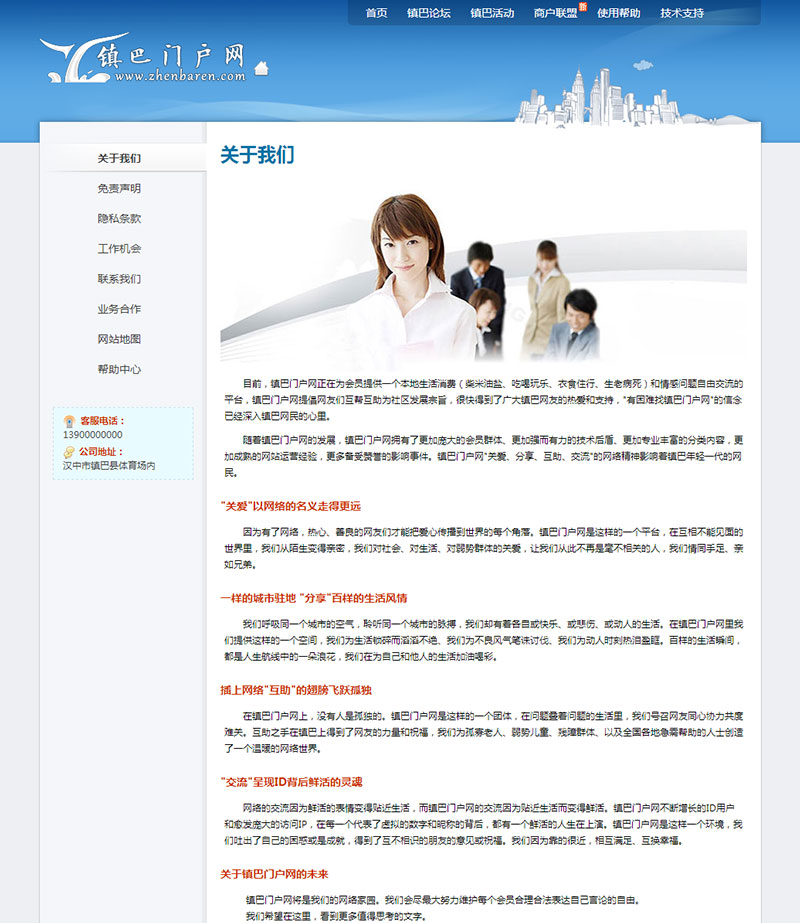 首页 镇巴论坛 镇巴活动 商户联盟 新 使用帮助 技术支持
镇巴门户网
www.zhenbaren.com
关于我们
免责声明
隐私条款
工作机会
联系我们
业务合作
网站地图
帮助中心
客服电话：
13900000000
公司地址：
汉中市镇巴县体育场内
关于我们
目前，镇巴门户网正在为会员提供一个本地生活消费（柴米油盐、吃喝玩乐、衣食住行、生老病死）和情感问题自由交流的
平台，镇巴门户网提倡网友们互帮互助为社区发展宗旨，很快得到了广大镇巴网友的热爱和支持，"有困难找镇巴门户网"的信念
已经深入镇巴网民的心里。
随着镇巴门户网的发展，镇巴门户网拥有了更加庞大的会员群体、更加强而有力的技术后盾、更加专业丰富的分类内容，更
加成熟的网站运营经验，更多备受赞誉的影响事件。镇巴门户网"关爱、分享、互助、交流"的网络精神影响着镇巴年轻一代的网
民。
"关爱"以网络的名义走得更远
因为有了网络，热心、善良的网友们才能把爱心传播到世界的每个角落。镇巴门户网是这样的一个平台，在互相不能见面的
世界里，我们从陌生变得亲密，我们对社会、对生活、对弱势群体的关爱，让我们从此不再是毫不相关的人，我们情同手足、亲
如兄弟。
一样的城市驻地 "分享"百样的生活风情
我们呼吸同一个城市的空气，聆听同一个城市的脉搏，我们却有着各自或快乐、或悲伤、或动人的生活。在镇巴门户网里我
们提供这样的一个空间，我们为生活琐碎而滔滔不绝、我们为不良风气笔诛讨伐、我们为动人时刻热泪盈眶。百样的生活瞬间，
都是人生航线中的一朵浪花，我们在为自己和他人的生活加油喝彩。
插上网络"互助"的翅膀飞跃孤独
在镇巴门户网上，没有人是孤独的。镇巴门户网是这样的一个团体，在问题叠着问题的生活里，我们号召网友同心协力共度
难关。互助之手在镇巴上得到了网友的力量和祝福，我们为孤寡老人、弱势儿童、残障群体、以及全国各地急需帮助的人士创造
了一个温暖的网络世界。
"交流"呈现ID背后鲜活的灵魂
网络的交流因为鲜活的表情变得贴近生活，而镇巴门户网的交流因为贴近生活而变得鲜活。镇巴门户网不断增长的ID用户
和愈发庞大的访问IP，在每一个代表了虚拟的数字和昵称的背后，都有一个鲜活的人生在上演。镇巴门户网是这样一个环境，我
们吐出了自己的困惑或是成就，得到了互不相识的朋友的意见或祝福。我们因为靠的很近，相互满足、互换幸福。
关于镇巴门户网的未来
镇巴门户网将是我们的网络家园。我们会尽最大努力维护每个会员合理合法表达自己言论的自由。
我们希望在这里，看到更多值得思考的文字。